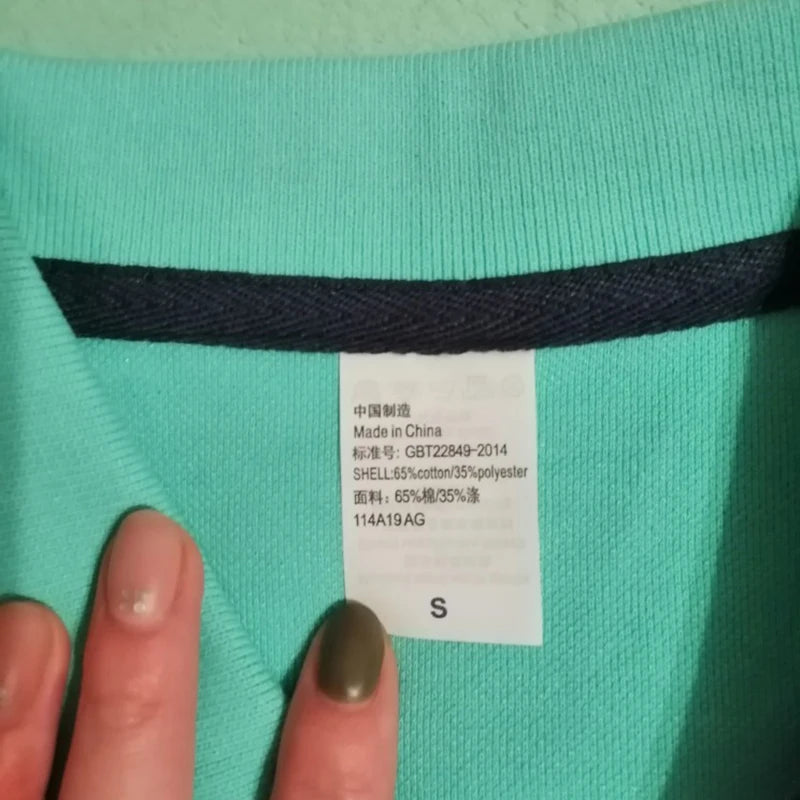 中国制造
Made in China
标准号: GBT22849-2014
SHELL:65%cotton/35%polyester
面料: 65%棉/35%涤
114A19AG
S